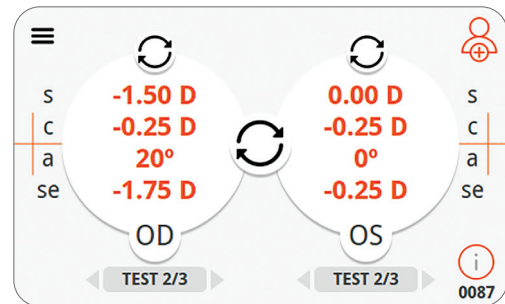 s -1.50 D 0.00 D s
c -0.25 D -0.25 D c
a 20º 0º a
se -1.75 D -0.25 D se
OD OS
TEST 2/3 TEST 2/3
i
0087